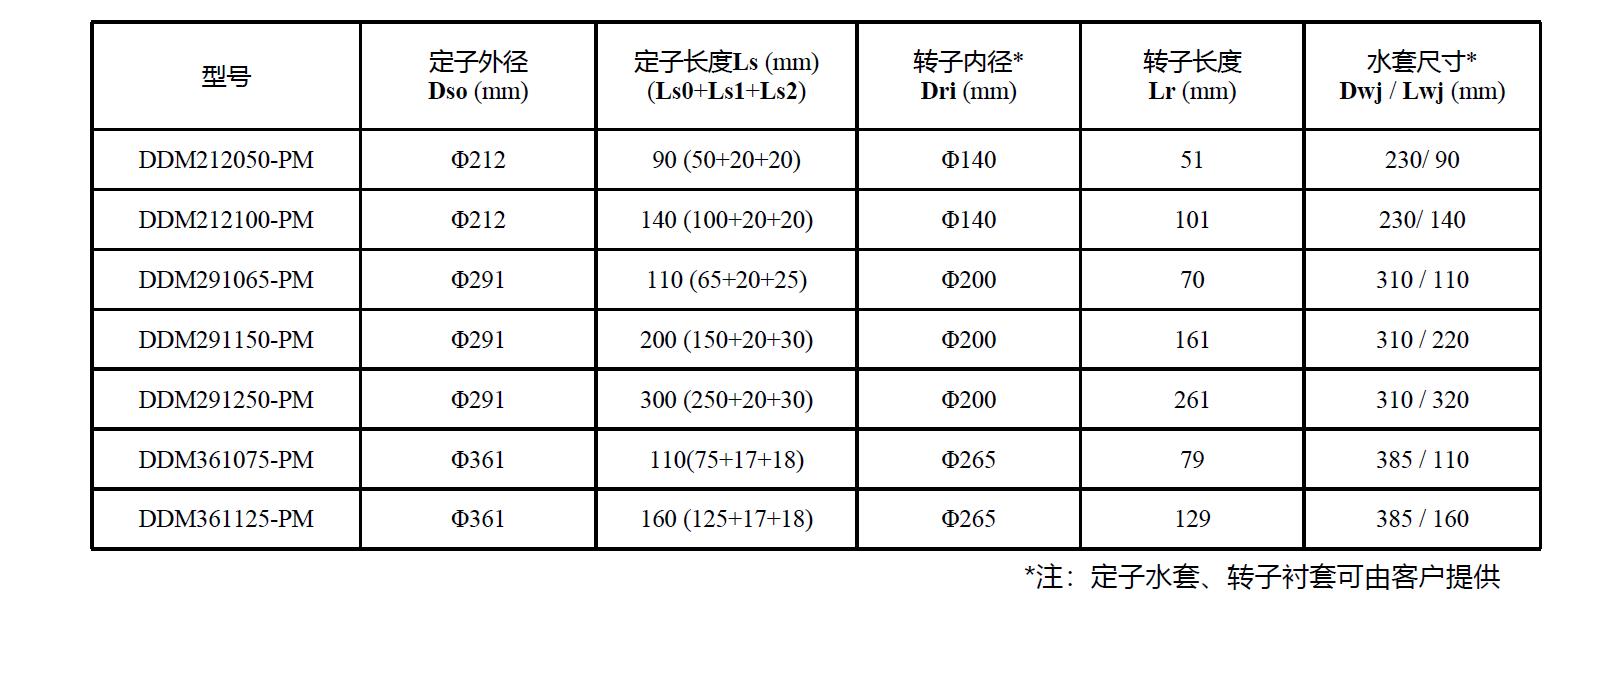 型号 定子外径 定子长度Ls (mm) 转子内径* 转子长度 水套尺寸*
Dso (mm) (Ls0+Ls1+Ls2) Dri (mm) Lr (mm) Dwj / Lwj (mm)
DDM212050-PM Φ212 90 (50+20+20) Φ140 51 230/ 90
DDM212100-PM Φ212 140 (100+20+20) Φ140 101 230/ 140
DDM291065-PM Φ291 110 (65+20+25) Φ200 70 310 / 110
DDM291150-PM Φ291 200 (150+20+30) Φ200 161 310 / 220
DDM291250-PM Φ291 300 (250+20+30) Φ200 261 310 / 320
DDM361075-PM Φ361 110(75+17+18) Φ265 79 385 / 110
DDM361125-PM Φ361 160 (125+17+18) Φ265 129 385 / 160
*注：定子水套、转子衬套可由客户提供